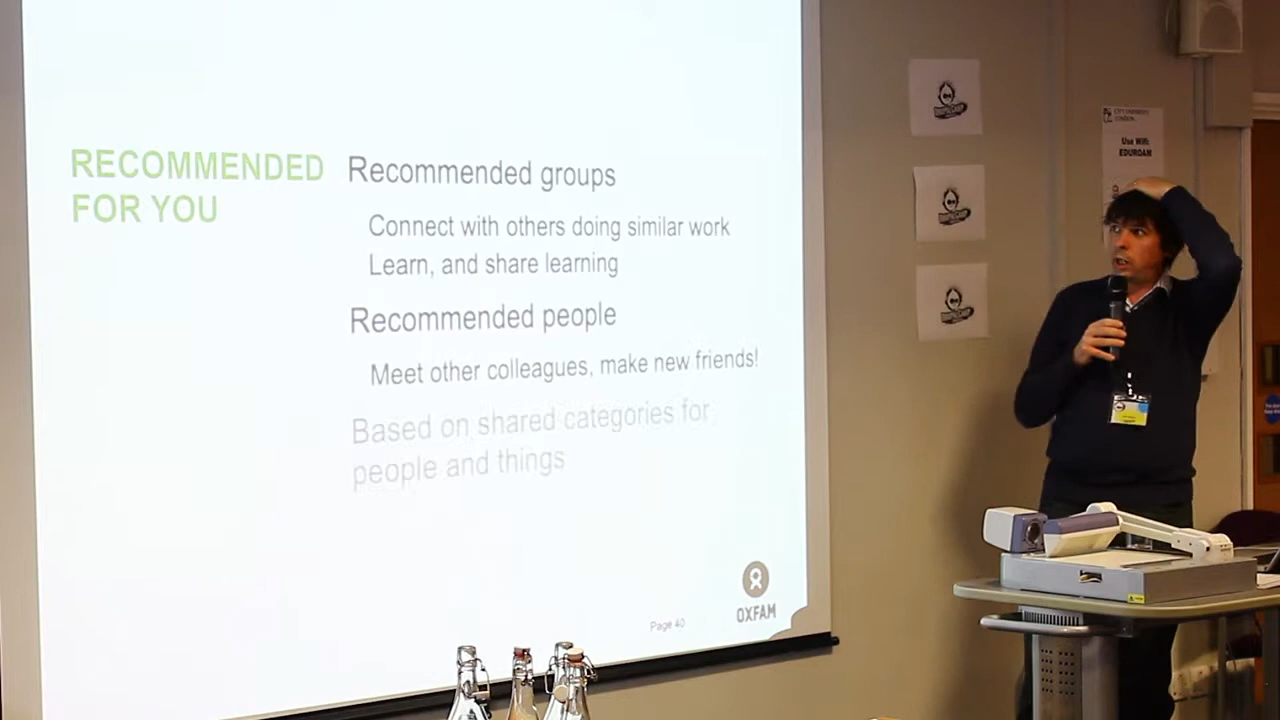 RECOMMENDED
FOR YOU
Recommended groups
Connect with others doing similar work
Learn, and share learning
Recommended people
Meet other colleagues, make new friends!
Based on shared categories for
people and things
Page 40
OXFAM
Use Wifi:
EDUROAM